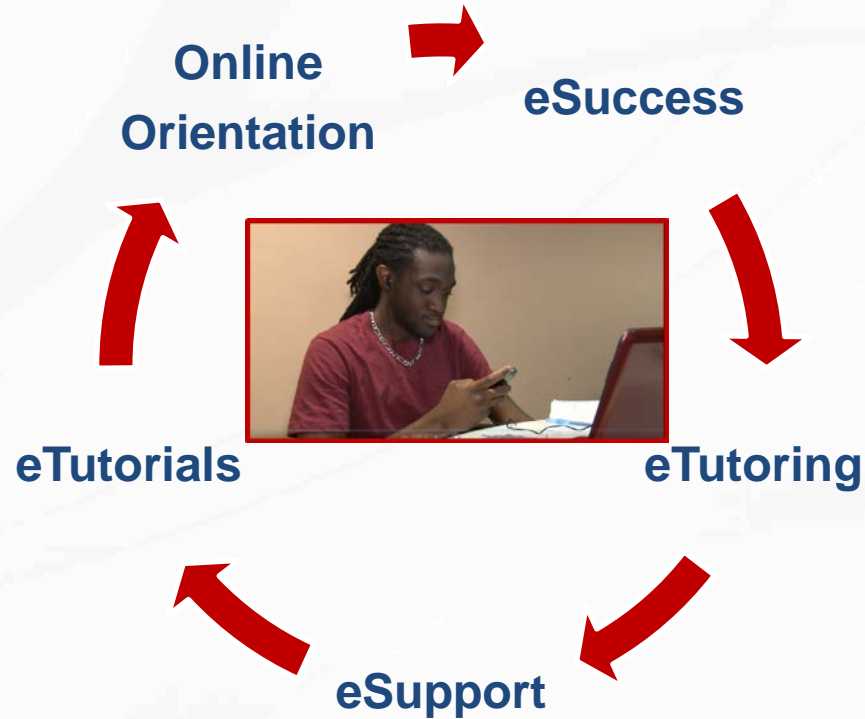 Online
Orientation
eSuccess
eTutoring
eSupport
eTutorials